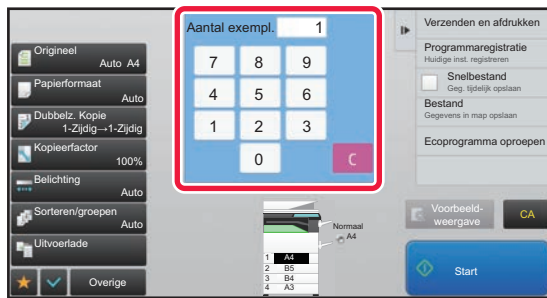 Origineel
Auto A4
Papierformaat
Auto
Dubbelz. Kopie
1-Zijdig→1-Zijdig
Kopieerfactor
100%
Belichting
Auto
Sorteren/groepen
Auto
Uitvoerlade
Overige
Aantal exempl. 1
7 8 9
4 5 6
1 2 3
0 C
Normaal
A4
1 A4
2 B5
3 B4
4 A3
Verzenden en afdrukken
Programmaregistratie
Huidige inst. registreren
Snelbestand
Geg. tijdelijk opslaan
Bestand
Gegevens in map opslaan
Ecoprogramma oproepen
Voorbeeld-
weergave
CA
Start